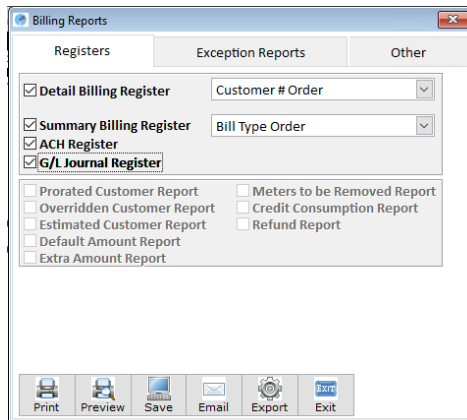 Billing Reports
Registers Exception Reports Other
Detail Billing Register Customer # Order
Summary Billing Register Bill Type Order
ACH Register
G/L Journal Register
Prorated Customer Report Meters to be Removed Report
Overridden Customer Report Credit Consumption Report
Estimated Customer Report Refund Report
Default Amount Report
Extra Amount Report
Print Preview Save Email Export EXIT Exit